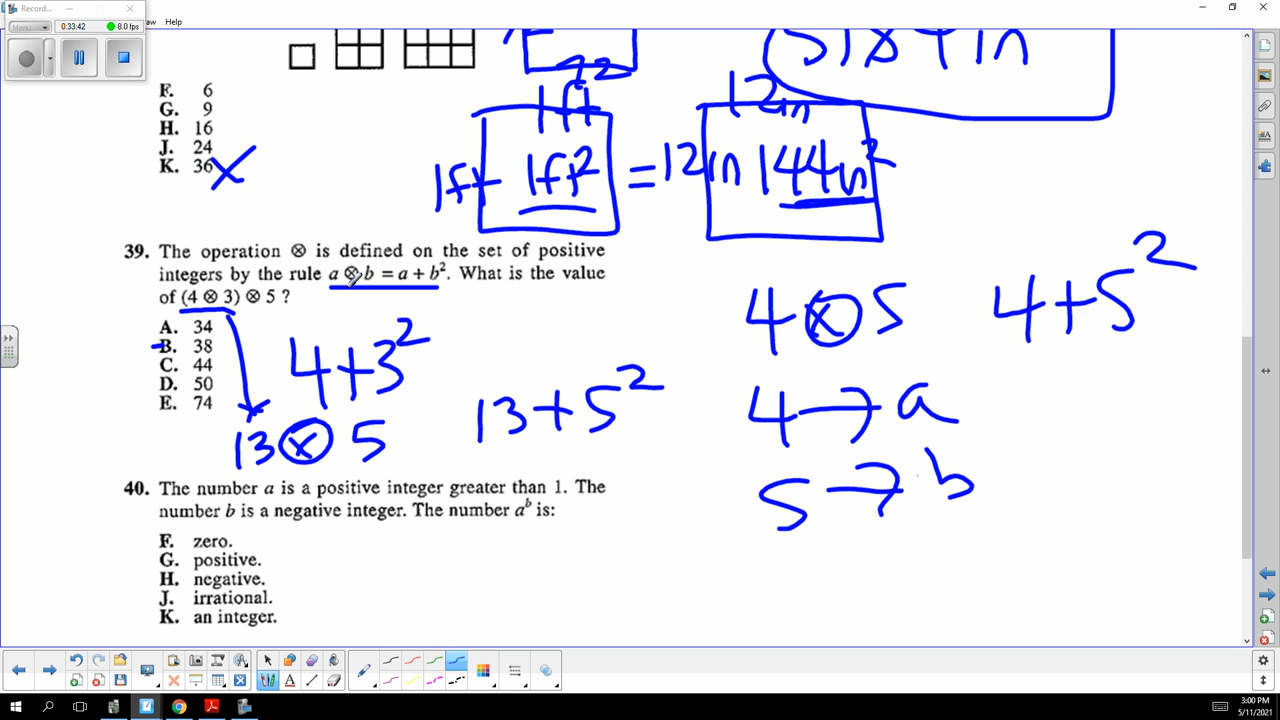 Record...
Menu
0:33:42
8.0 fps
aw Help
51x4in
F. 6
G. 9
H. 16
J. 24
K. 36
1ft
12in
1ft 1ft² = 12in 144in²
39. The operation ⊗ is defined on the set of positive
integers by the rule a ⊗ b = a + b². What is the value
of (4 ⊗ 3) ⊗ 5 ?
A. 34
B. 38
C. 44
D. 50
E. 74
4+3²
13 ⊗ 5
13+5²
4 ⊗ 5
4+5²
4 → a
5 → b
40. The number a is a positive integer greater than 1. The
number b is a negative integer. The number aᵇ is:
F. zero.
G. positive.
H. negative.
J. irrational.
K. an integer.
3:00 PM
5/11/2021